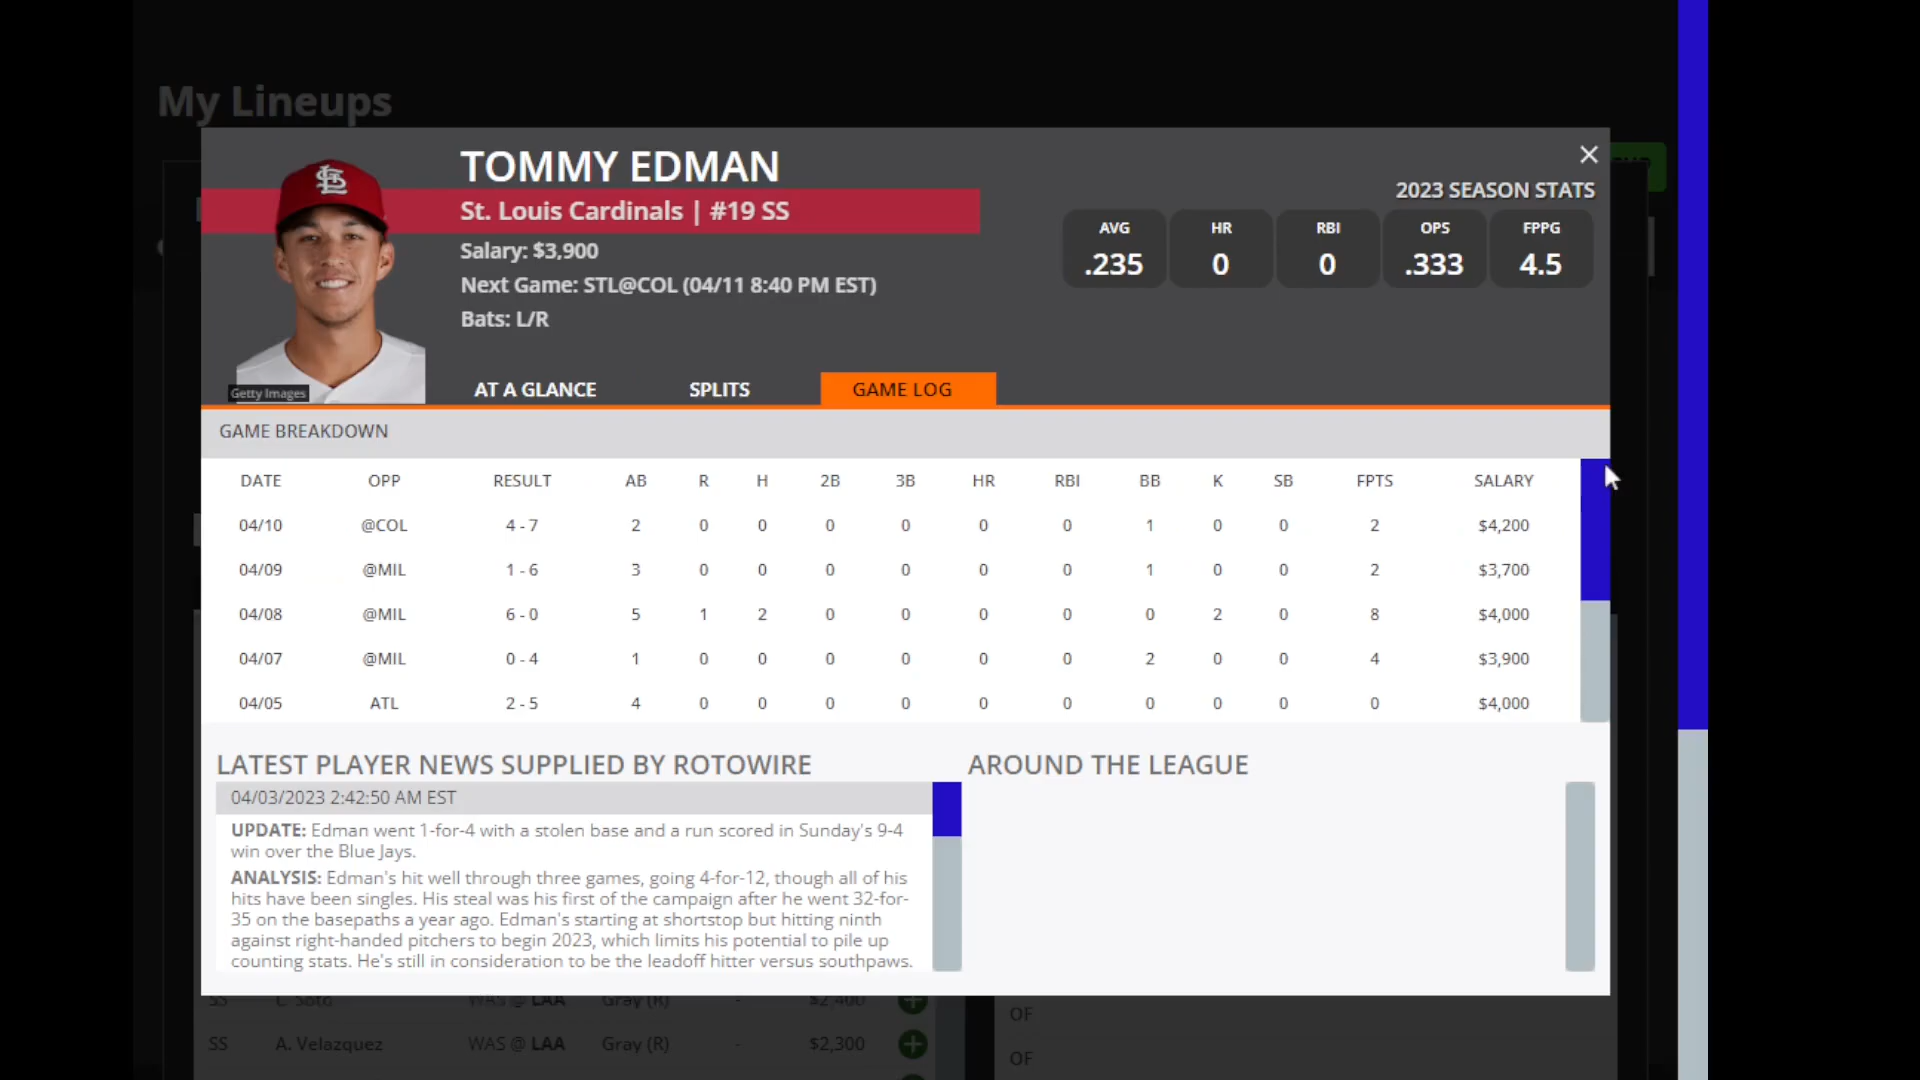 My Lineups
TOMMY EDMAN
St. Louis Cardinals | #19 SS
Salary: $3,900
Next Game: STL@COL (04/11 8:40 PM EST)
Bats: L/R
Getty Images
2023 SEASON STATS
AVG HR RBI OPS FPPG
.235 0 0 .333 4.5
AT A GLANCE SPLITS GAME LOG
GAME BREAKDOWN
DATE OPP RESULT AB R H 2B 3B HR RBI BB K SB FPTS SALARY
04/10 @COL 4 - 7 2 0 0 0 0 0 0 1 0 0 2 $4,200
04/09 @MIL 1 - 6 3 0 0 0 0 0 0 1 0 0 2 $3,700
04/08 @MIL 6 - 0 5 1 2 0 0 0 0 0 2 0 8 $4,000
04/07 @MIL 0 - 4 1 0 0 0 0 0 0 2 0 0 4 $3,900
04/05 ATL 2 - 5 4 0 0 0 0 0 0 0 0 0 0 $4,000
LATEST PLAYER NEWS SUPPLIED BY ROTOWIRE
04/03/2023 2:42:50 AM EST
UPDATE: Edman went 1-for-4 with a stolen base and a run scored in Sunday's 9-4
win over the Blue Jays.
ANALYSIS: Edman's hit well through three games, going 4-for-12, though all of his
hits have been singles. His steal was his first of the campaign after he went 32-for-
35 on the basepaths a year ago. Edman's starting at shortstop but hitting ninth
against right-handed pitchers to begin 2023, which limits his potential to pile up
counting stats. He's still in consideration to be the leadoff hitter versus southpaws.
AROUND THE LEAGUE
SS C. Soto WAS @ LAA Gray (R) - $2,400
SS A. Velazquez WAS @ LAA Gray (R) - $2,300
OF
OF